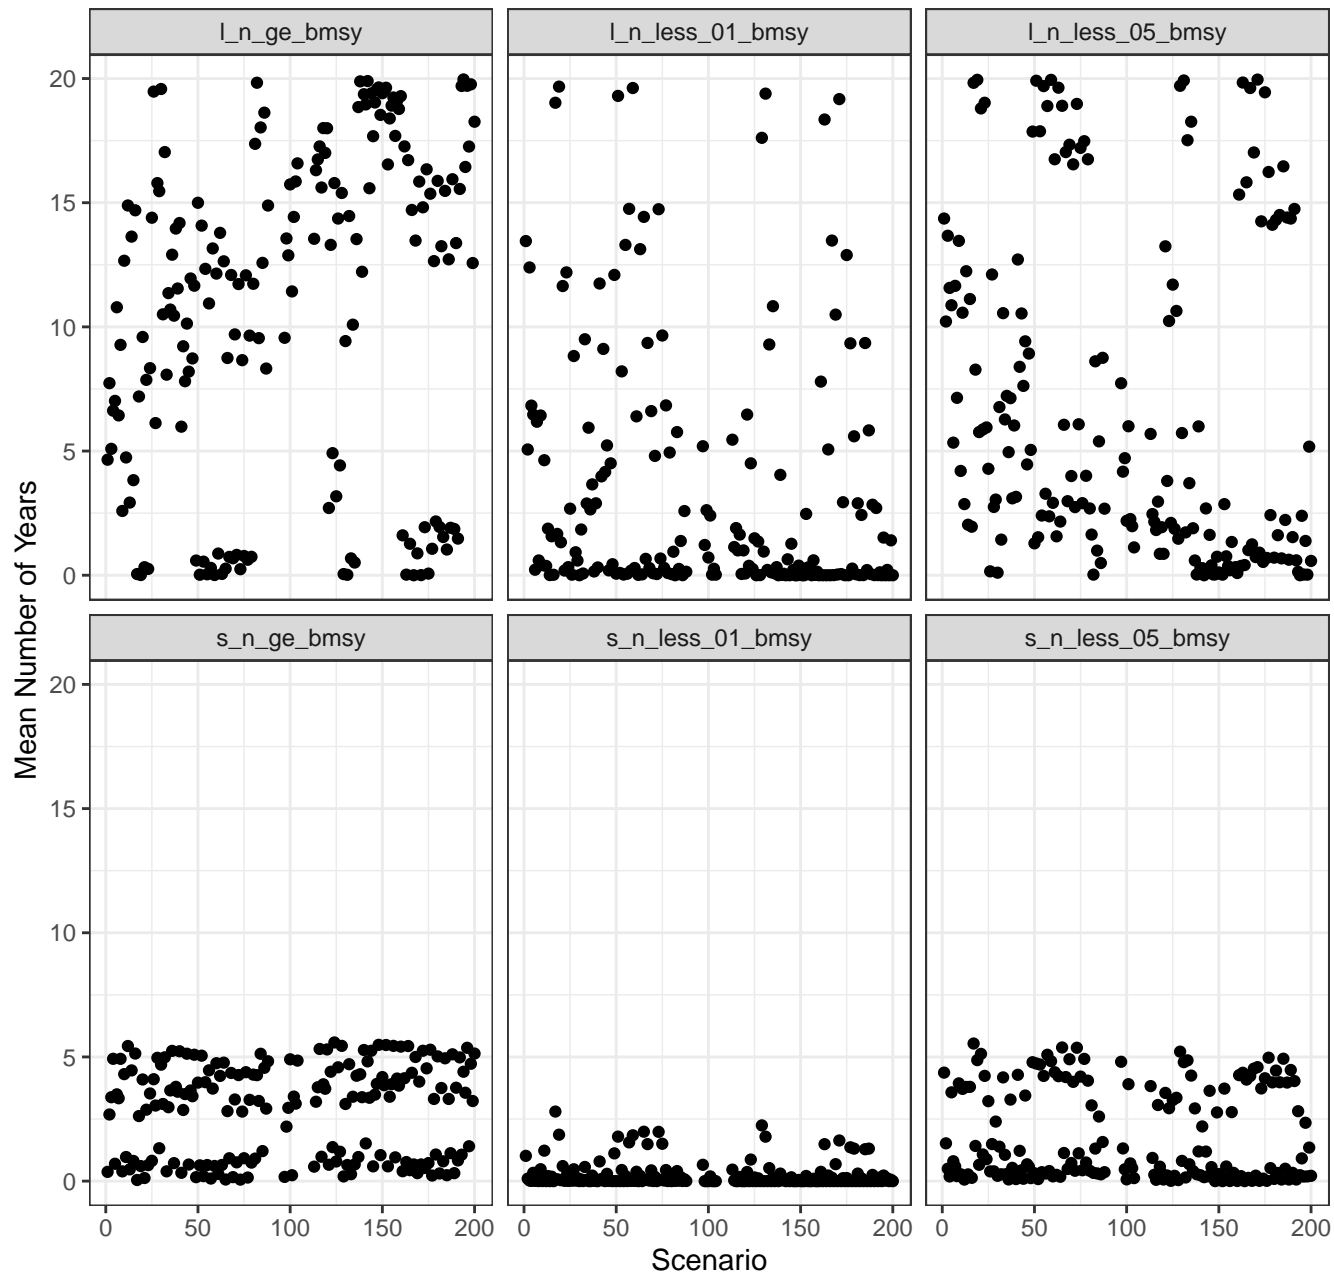 l_n_ge_bmsy l_n_less_01_bmsy l_n_less_05_bmsy
20
15
10
5
0
s_n_ge_bmsy s_n_less_01_bmsy s_n_less_05_bmsy
20
15
10
5
0
Mean Number of Years
0 50 100 150 200 0 50 100 150 200 0 50 100 150 200
Scenario